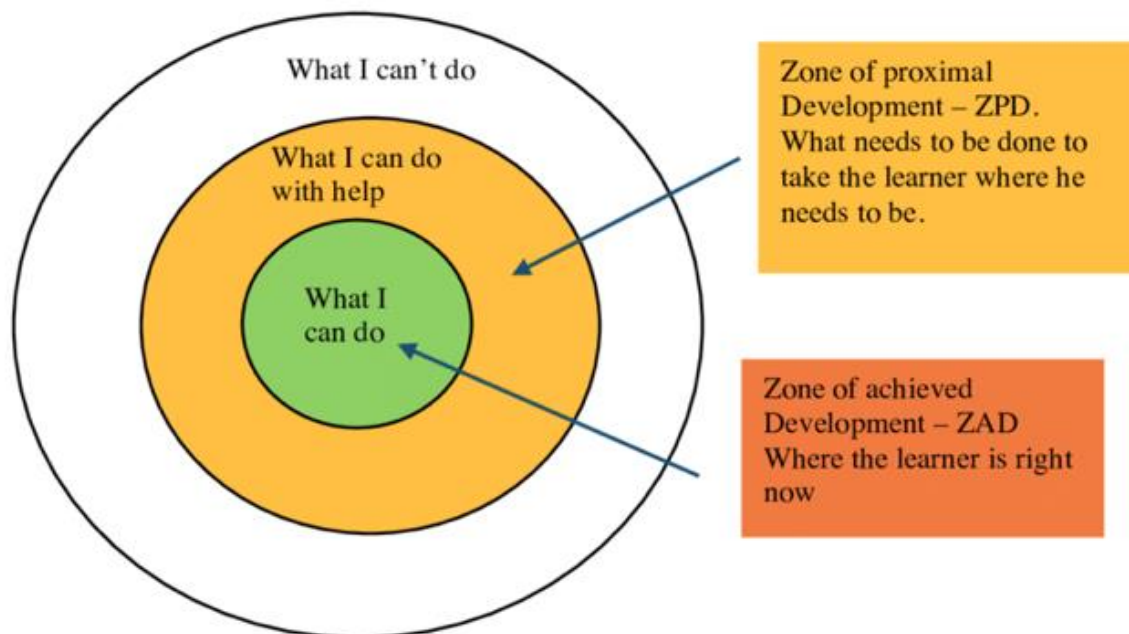 What I can't do
What I can do
with help
What I
can do
Zone of proximal
Development – ZPD.
What needs to be done to
take the learner where he
needs to be.
Zone of achieved
Development – ZAD
Where the learner is right
now